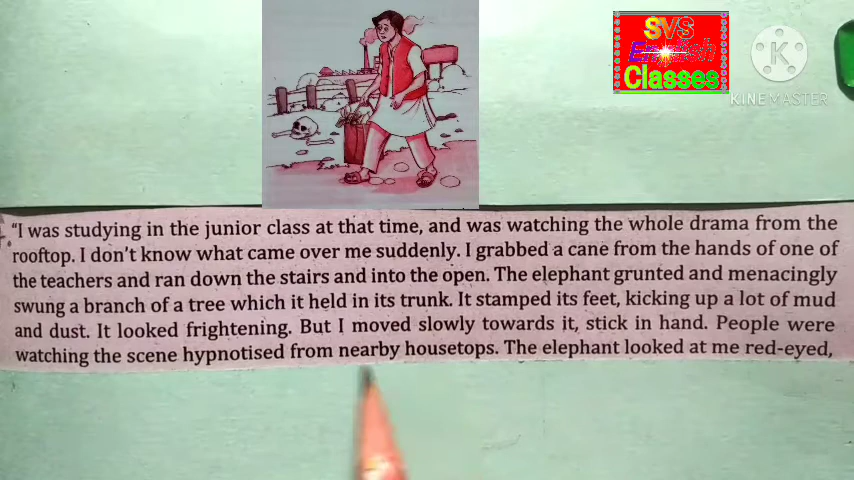 SVS
English
Classes
K
KINEMASTER
"I was studying in the junior class at that time, and was watching the whole drama from the
rooftop. I don't know what came over me suddenly. I grabbed a cane from the hands of one of
the teachers and ran down the stairs and into the open. The elephant grunted and menacingly
swung a branch of a tree which it held in its trunk. It stamped its feet, kicking up a lot of mud
and dust. It looked frightening. But I moved slowly towards it, stick in hand. People were
watching the scene hypnotised from nearby housetops. The elephant looked at me red-eyed,